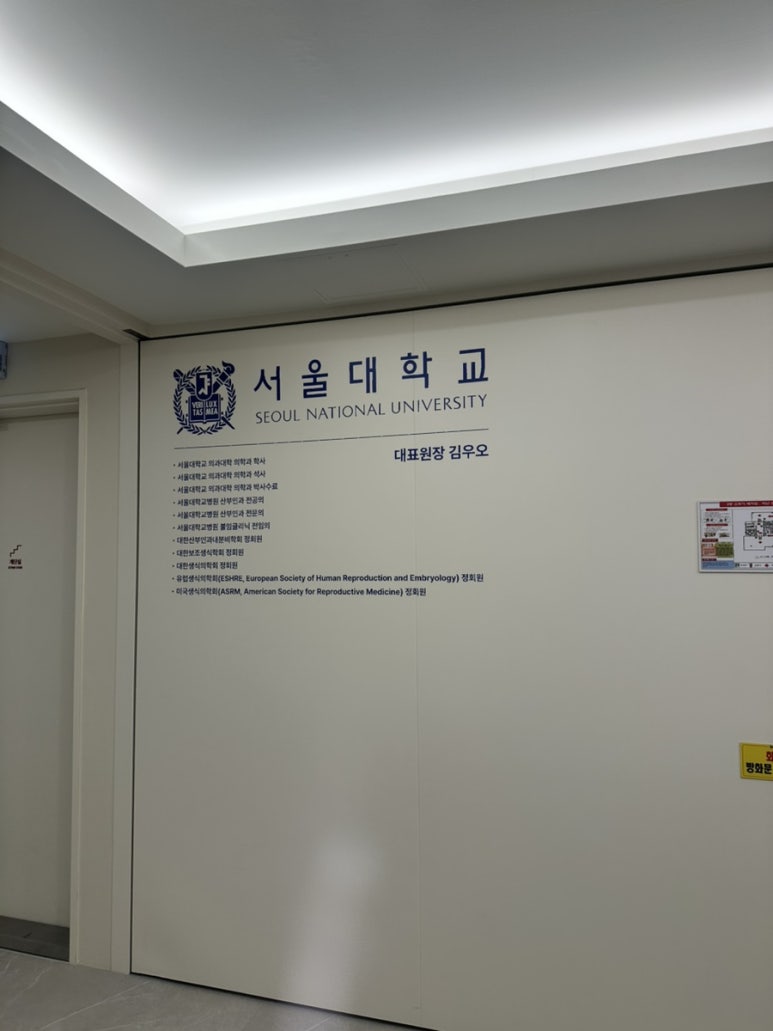 서울대학교
SEOUL NATIONAL UNIVERSITY
VERI LUX
TAS MEA
대표원장 김우오
· 서울대학교 의과대학 의학과 학사
· 서울대학교 의과대학 의학과 석사
· 서울대학교 의과대학 의학과 박사수료
· 서울대학교병원 산부인과 전공의
· 서울대학교병원 산부인과 전문의
· 서울대학교병원 불임클리닉 전임의
· 대한산부인과내분비학회 정회원
· 대한보조생식학회 정회원
· 대한생식의학회 정회원
· 유럽생식의학회(ESHRE, European Society of Human Reproduction and Embryology) 정회원
· 미국생식의학회(ASRM, American Society for Reproductive Medicine) 정회원
계단실
방화문